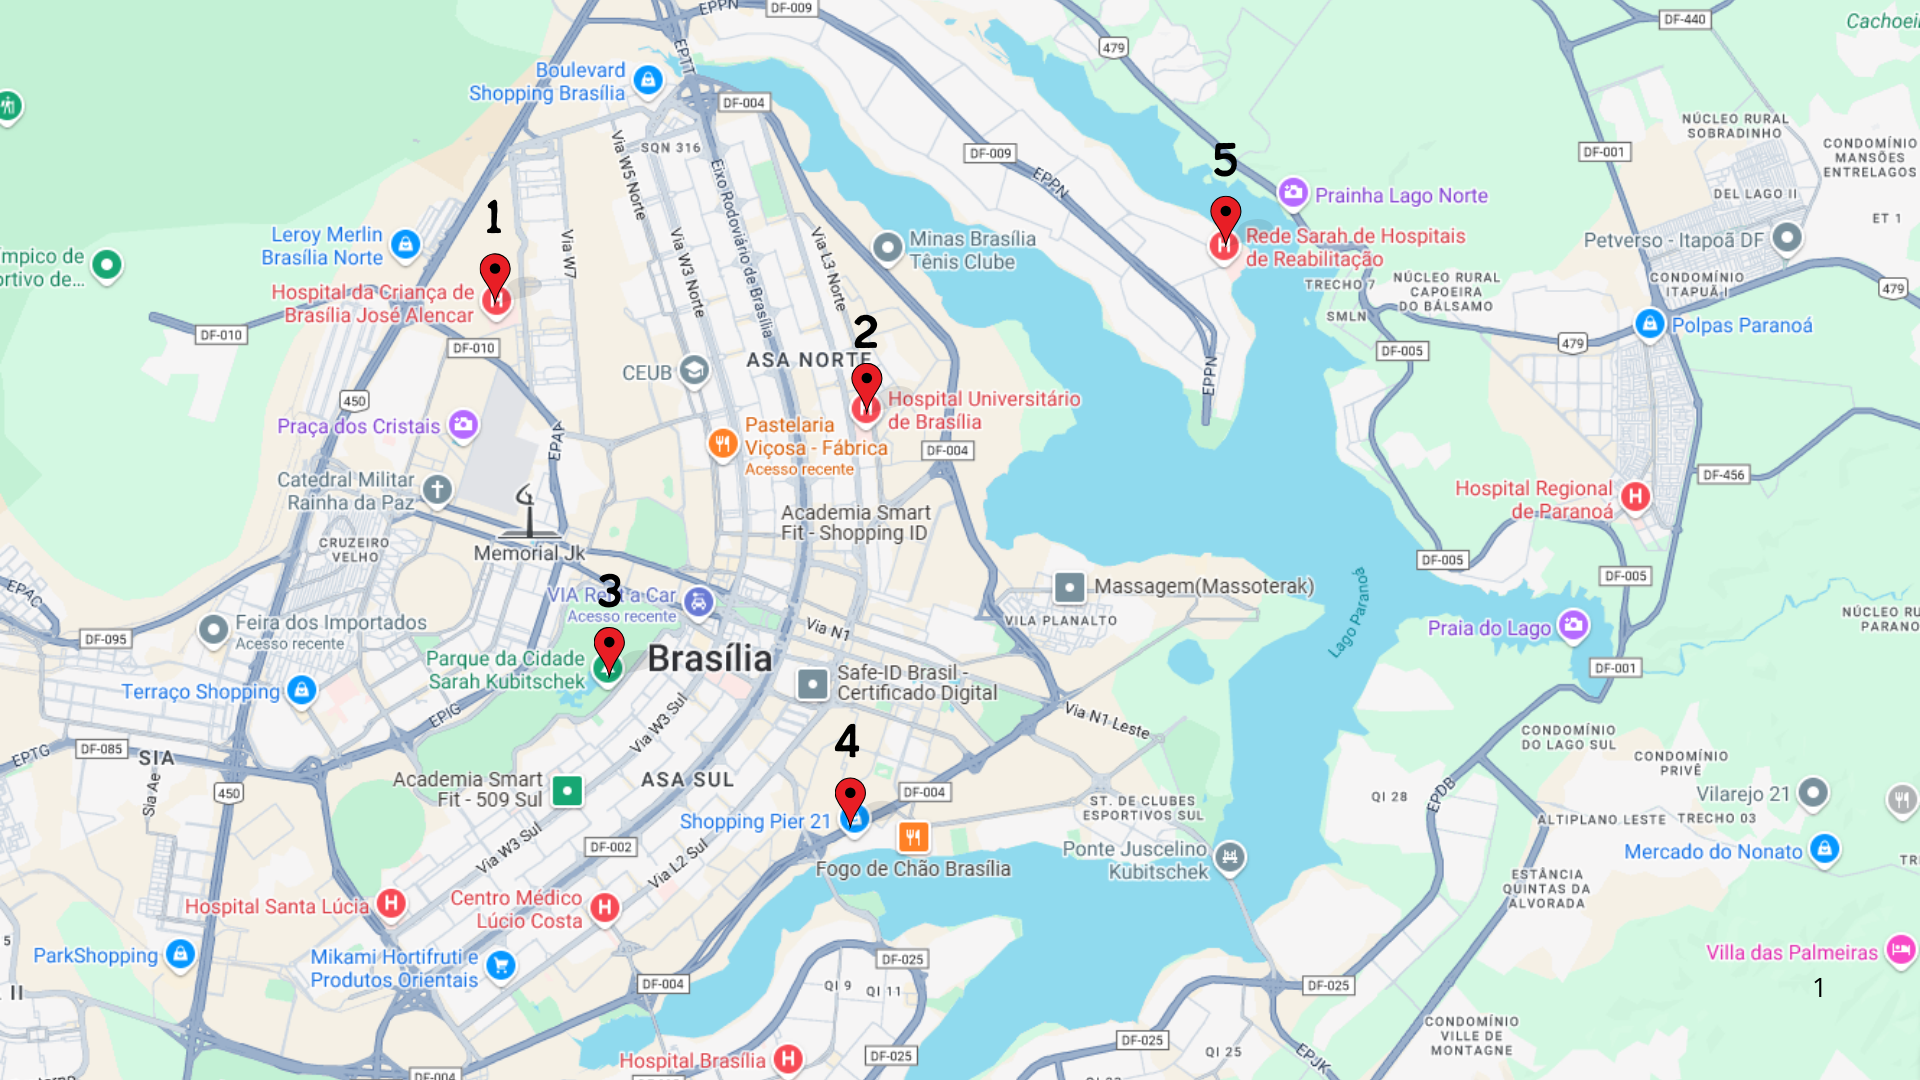 EPPN
DF-009
479
DF-440
Cachoei
EPTT
Boulevard
Shopping Brasília
DF-004
SQN 316
Via W5 Norte
Eixo Rodoviário de Brasília
DF-009
EPPN
5
Prainha Lago Norte
Rede Sarah de Hospitais
de Reabilitação
TRECHO 7
DF-001
NÚCLEO RURAL
SOBRADINHO
CONDOMÍNIO
MANSÕES
ENTRELAGOS
DEL LAGO II
ET 1
Petverso - Itapoã DF
CONDOMÍNIO
ITAPUÃ I
479
NÚCLEO RURAL
CAPOEIRA
DO BÁLSAMO
SMLN
DF-005
479
Polpas Paranoá
1
Leroy Merlin
Brasília Norte
Hospital da Criança de
Brasília José Alencar
ímpico de
ortivo de...
DF-010
DF-010
Via W7
Via W3 Norte
Via L3 Norte
Minas Brasília
Tênis Clube
2
ASA NORTE
CEUB
Hospital Universitário
de Brasília
Pastelaria
Viçosa - Fábrica
Acesso recente
DF-004
EPPN
450
Praça dos Cristais
EPAA
Catedral Militar
Rainha da Paz
CRUZEIRO
VELHO
Memorial Jk
Academia Smart
Fit - Shopping ID
Hospital Regional
de Paranoá
DF-456
DF-005
DF-005
EPAC
DF-095
Feira dos Importados
Acesso recente
3
VIA Rent a Car
Acesso recente
Parque da Cidade
Sarah Kubitschek
Brasília
Via N1
Massagem(Massoterak)
VILA PLANALTO
Lago Paranoá
Praia do Lago
DF-001
NÚCLEO RU
PARANO
Terraço Shopping
EPIG
Via W3 Sul
Safe-ID Brasil -
Certificado Digital
Via N1 Leste
EPTG
DF-085
SIA
Sia Ae
450
Academia Smart
Fit - 509 Sul
ASA SUL
4
Shopping Pier 21
DF-004
Fogo de Chão Brasília
ST. DE CLUBES
ESPORTIVOS SUL
Ponte Juscelino
Kubitschek
CONDOMÍNIO
DO LAGO SUL
CONDOMÍNIO
PRIVÊ
QI 28
EPDB
Vilarejo 21
ALTIPLANO LESTE
TRECHO 03
Mercado do Nonato
TRE
ESTÂNCIA
QUINTAS DA
ALVORADA
Via W3 Sul
DF-002
Via L2 Sul
Hospital Santa Lúcia
Centro Médico
Lúcio Costa
5
ParkShopping
Mikami Hortifruti e
Produtos Orientais
II
DF-004
DF-025
QI 9
QI 11
DF-025
Villa das Palmeiras
1
Hospital Brasília
DF-025
DF-025
QI 25
EPJK
CONDOMÍNIO
VILLE DE
MONTAGNE
DF-004